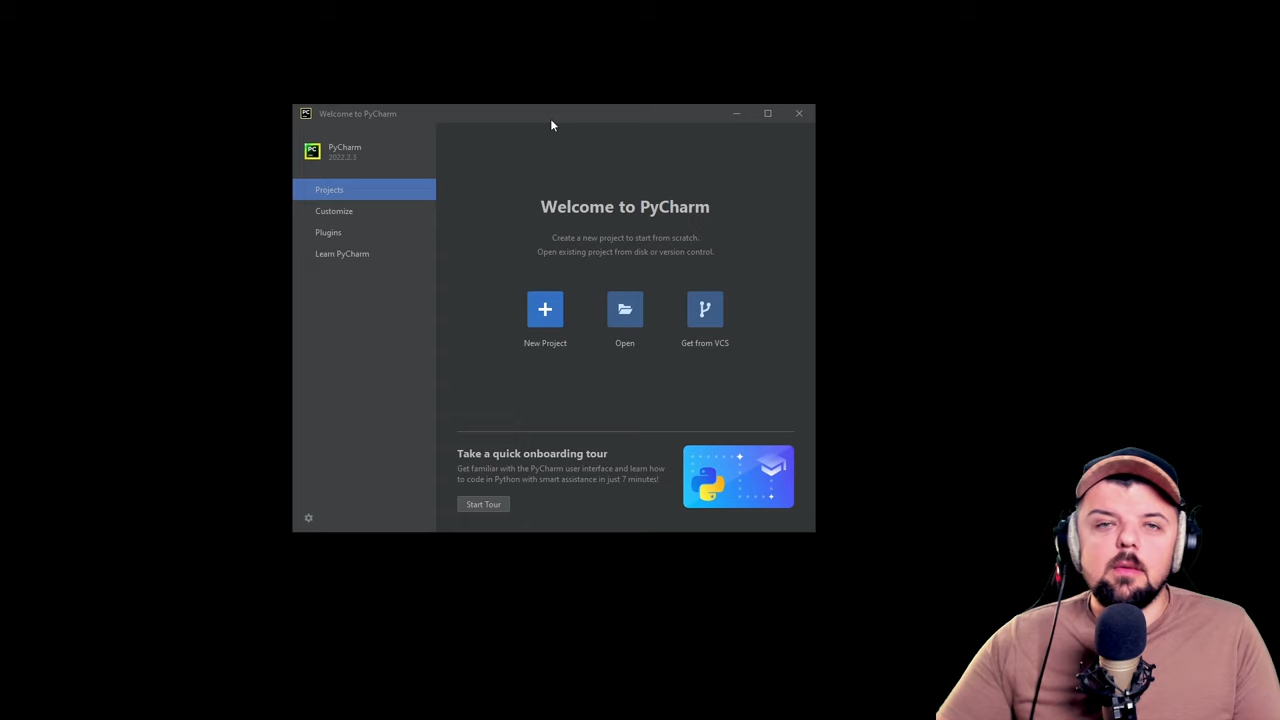 Welcome to PyCharm
PyCharm
2022.2.3
Projects
Customize
Plugins
Learn PyCharm
Welcome to PyCharm
Create a new project to start from scratch.
Open existing project from disk or version control.
New Project
Open
Get from VCS
Take a quick onboarding tour
Get familiar with the PyCharm user interface and learn how
to code in Python with smart assistance in just 7 minutes!
Start Tour